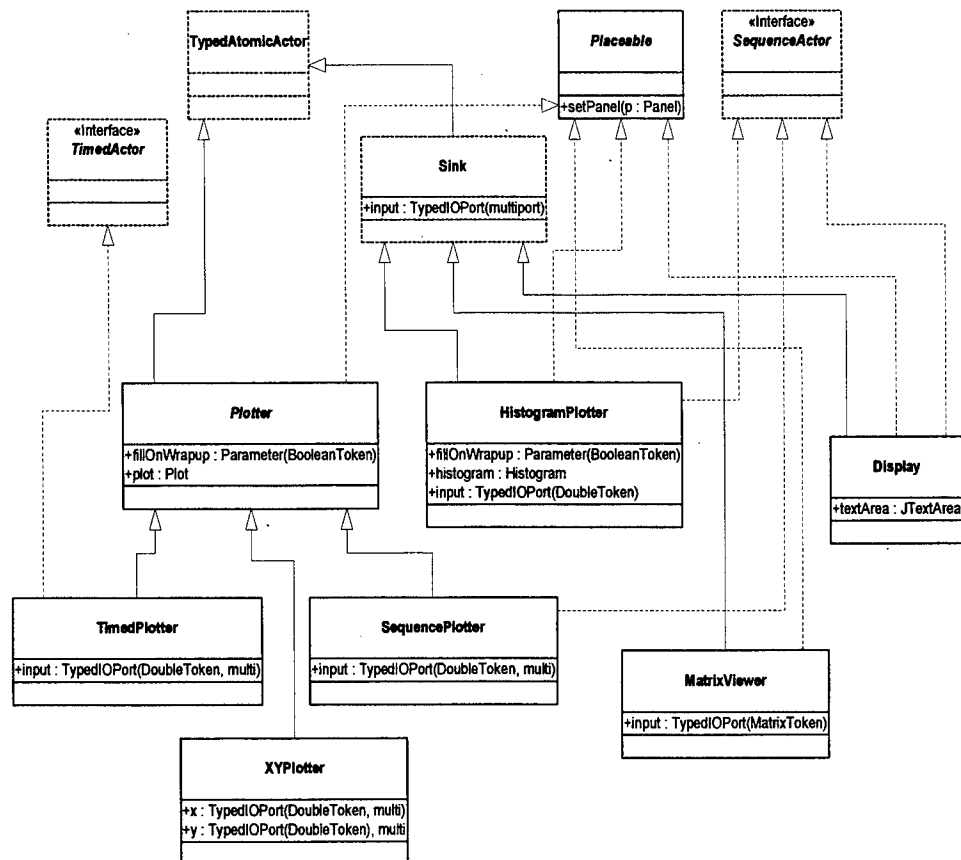 TypedAtomicActor
Placeable
+setPanel(p : Panel)
«Interface»
SequenceActor
«Interface»
TimedActor
Sink
+input : TypedIOPort(multiport)
Plotter
+fillOnWrapup : Parameter(BooleanToken)
+plot : Plot
HistogramPlotter
+fillOnWrapup : Parameter(BooleanToken)
+histogram : Histogram
+input : TypedIOPort(DoubleToken)
Display
+textArea : JTextArea
TimedPlotter
+input : TypedIOPort(DoubleToken, multi)
SequencePlotter
+input : TypedIOPort(DoubleToken, multi)
MatrixViewer
+input : TypedIOPort(MatrixToken)
XYPlotter
+x : TypedIOPort(DoubleToken, multi)
+y : TypedIOPort(DoubleToken), multi